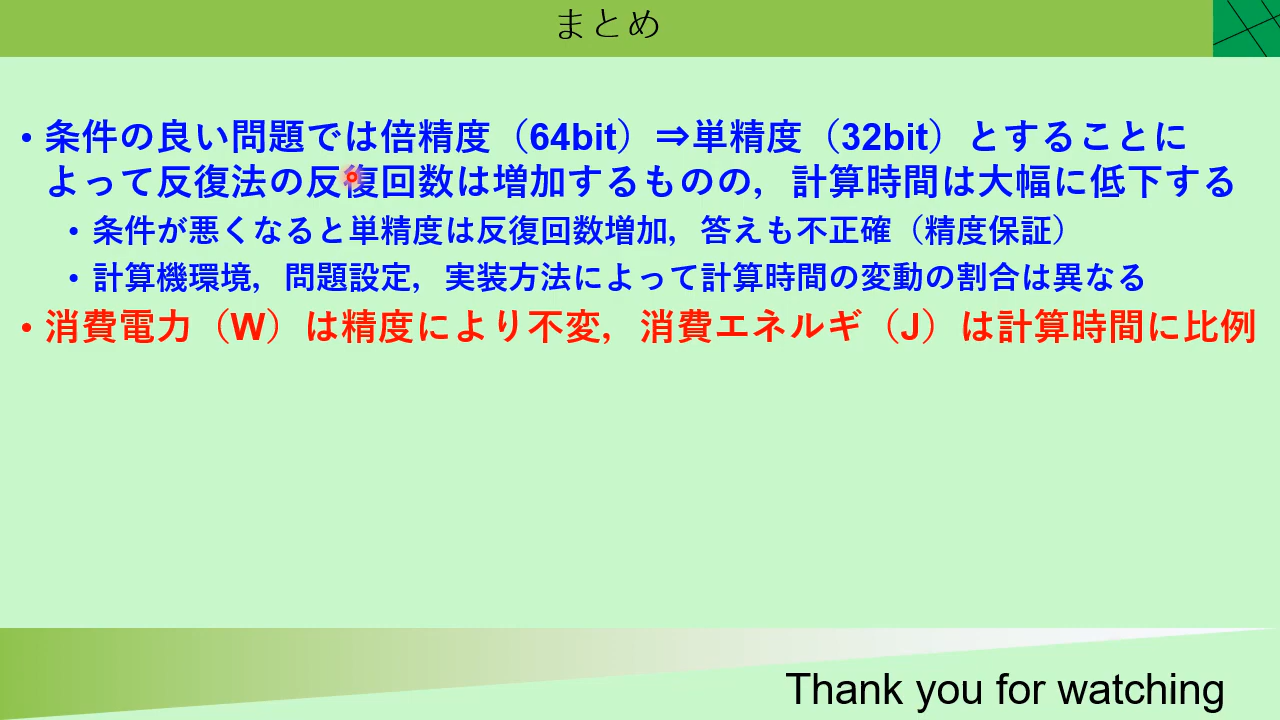 まとめ
• 条件の良い問題では倍精度（64bit）⇒単精度（32bit）とすることに
よって反復法の反復回数は増加するものの，計算時間は大幅に低下する
• 条件が悪くなると単精度は反復回数増加，答えも不正確（精度保証）
• 計算機環境，問題設定，実装方法によって計算時間の変動の割合は異なる
• 消費電力（W）は精度により不変，消費エネルギ（J）は計算時間に比例
Thank you for watching